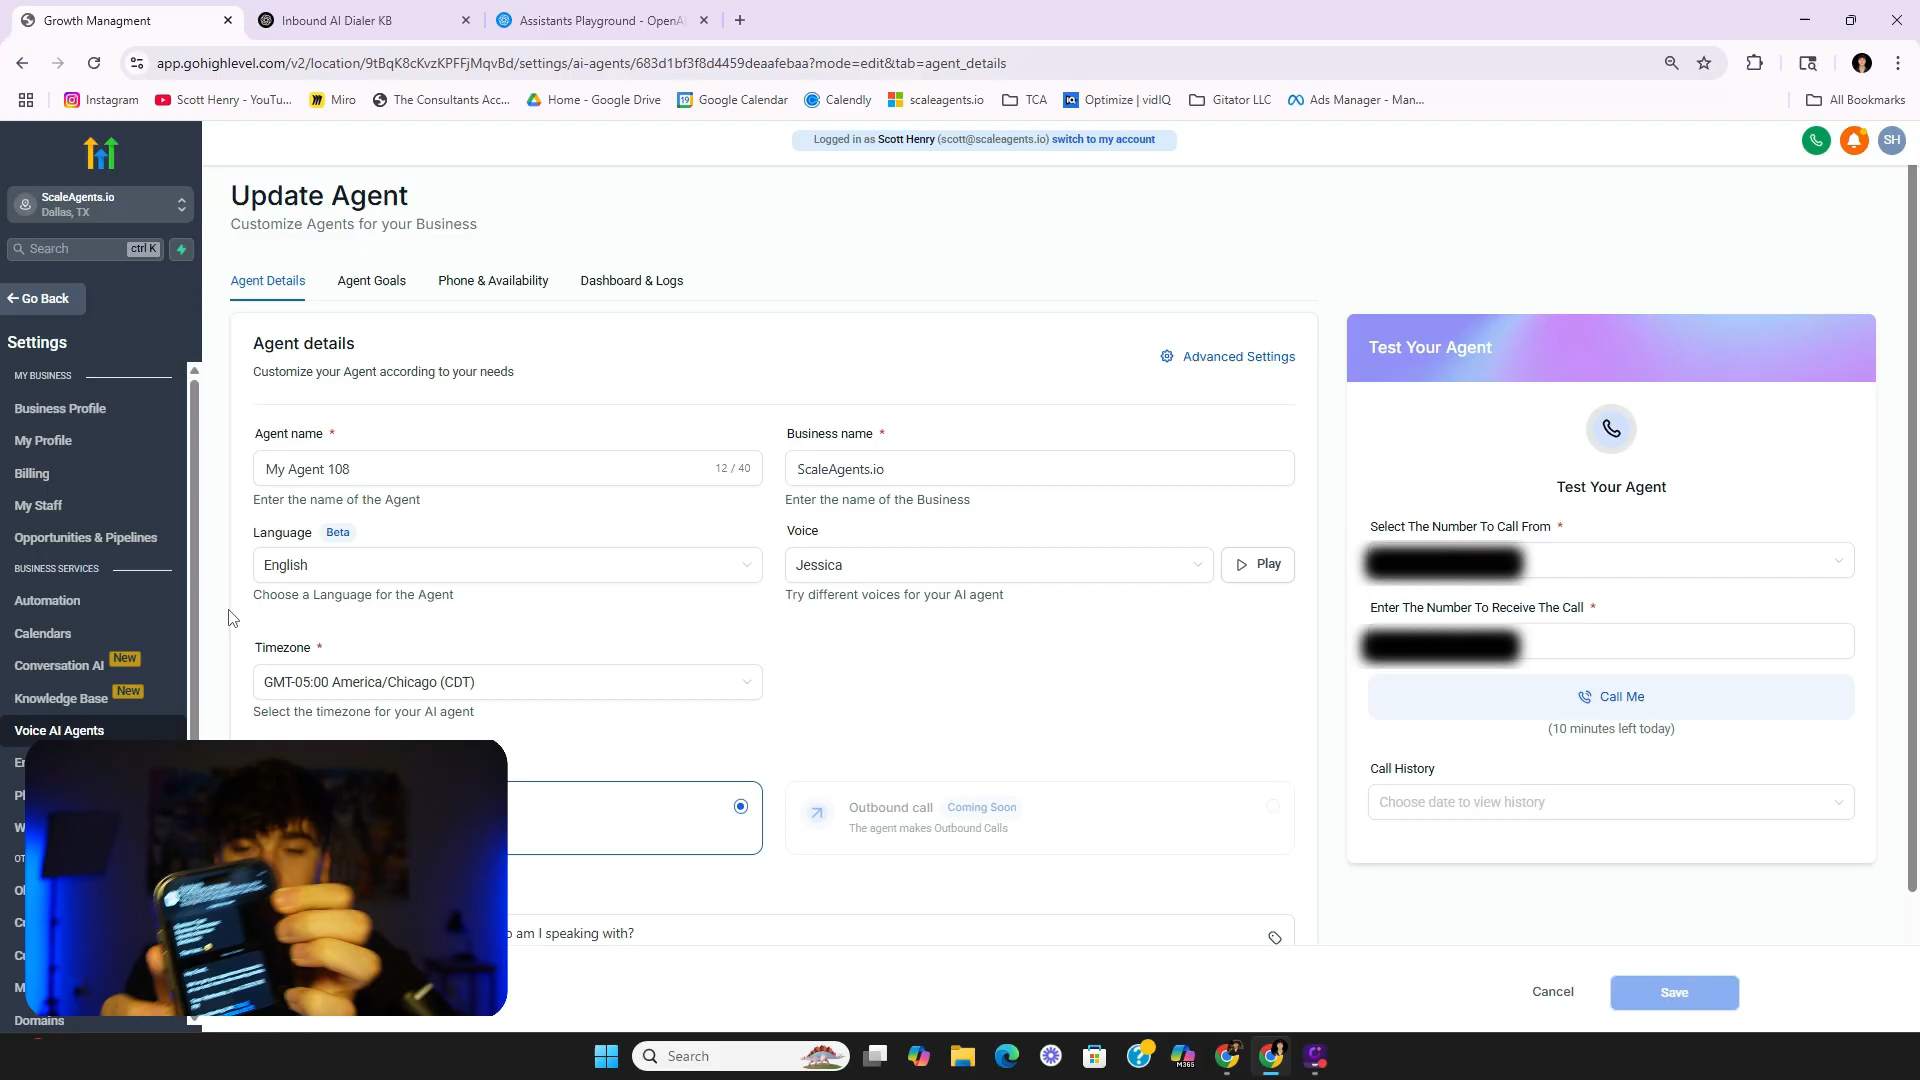 Growth Managment
Inbound AI Dialer KB
Assistants Playground - OpenA
app.gohighlevel.com/v2/location/9tBqK8cKvzKPFFjMqvBd/settings/ai-agents/683d1bf3f8d4459deaafebaa?mode=edit&tab=agent_details
Instagram
Scott Henry - YouTu...
Miro
The Consultants Acc...
Home - Google Drive
Google Calendar
Calendly
scaleagents.io
TCA
Optimize | vidIQ
Gitator LLC
Ads Manager - Man...
All Bookmarks
Logged in as Scott Henry (scott@scaleagents.io) switch to my account
SH
ScaleAgents.io
Dallas, TX
Search
ctrl K
Go Back
Settings
MY BUSINESS
Business Profile
My Profile
Billing
My Staff
Opportunities & Pipelines
BUSINESS SERVICES
Automation
Calendars
Conversation AI New
Knowledge Base New
Voice AI Agents
Domains
Update Agent
Customize Agents for your Business
Agent Details
Agent Goals
Phone & Availability
Dashboard & Logs
Agent details
Customize your Agent according to your needs
Advanced Settings
Agent name *
My Agent 108
12 / 40
Enter the name of the Agent
Business name *
ScaleAgents.io
Enter the name of the Business
Language Beta
English
Choose a Language for the Agent
Voice
Jessica
Play
Try different voices for your AI agent
Timezone *
GMT-05:00 America/Chicago (CDT)
Select the timezone for your AI agent
Outbound call Coming Soon
The agent makes Outbound Calls
am I speaking with?
Test Your Agent
Test Your Agent
Select The Number To Call From *
Enter The Number To Receive The Call *
Call Me
(10 minutes left today)
Call History
Choose date to view history
Cancel
Save
Search
M365